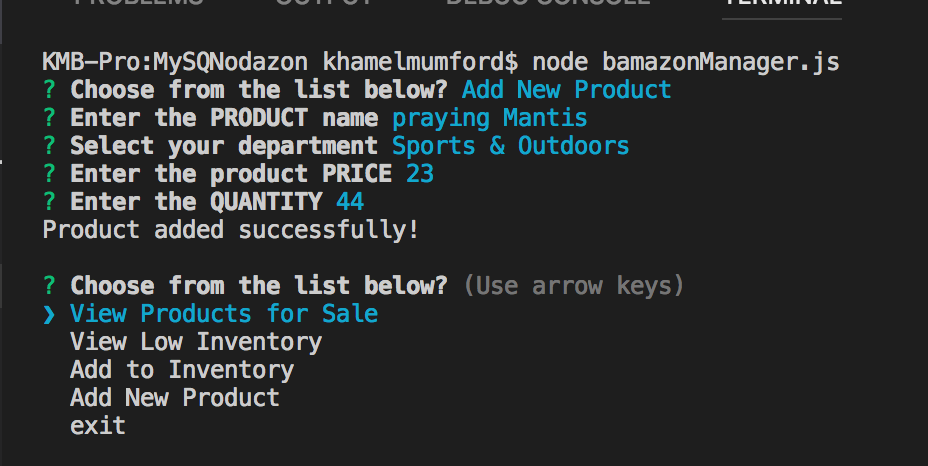 PROBLEMS OUTPUT DEBUG CONSOLE TERMINAL
KMB-Pro:MySQNodazon khamelmumford$ node bamazonManager.js
? Choose from the list below? Add New Product
? Enter the PRODUCT name praying Mantis
? Select your department Sports & Outdoors
? Enter the product PRICE 23
? Enter the QUANTITY 44
Product added successfully!
? Choose from the list below? (Use arrow keys)
❯ View Products for Sale
View Low Inventory
Add to Inventory
Add New Product
exit